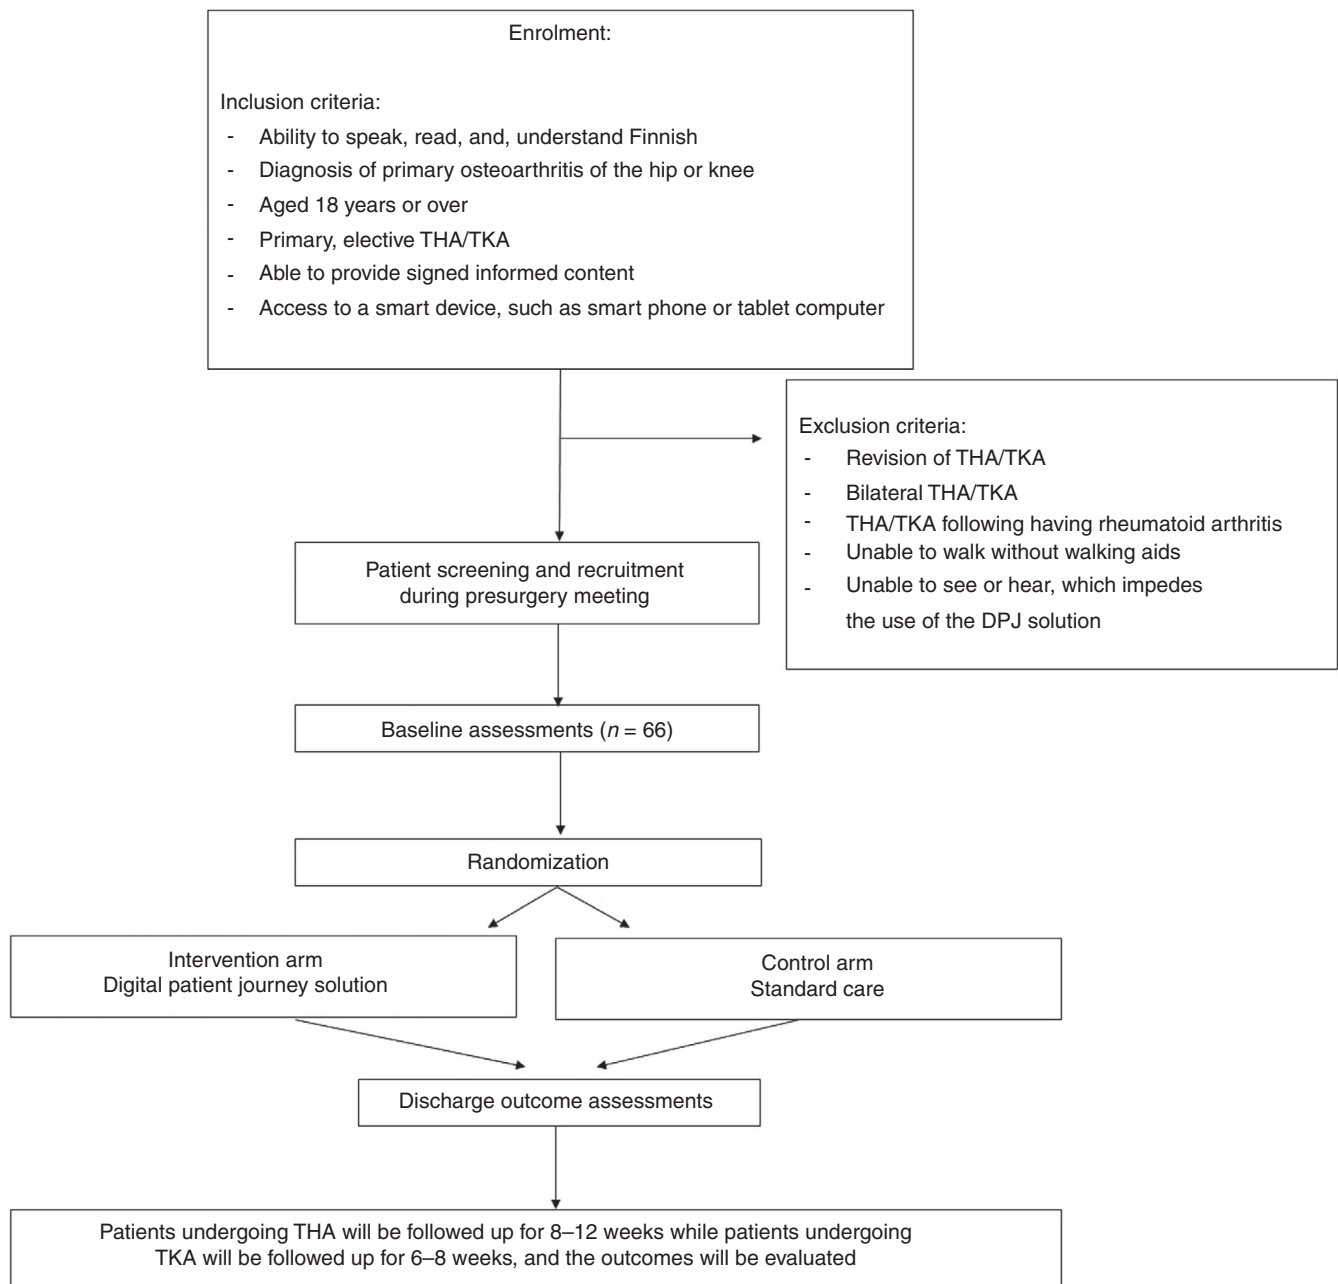 Enrolment:
Inclusion criteria:
- Ability to speak, read, and, understand Finnish
- Diagnosis of primary osteoarthritis of the hip or knee
- Aged 18 years or over
- Primary, elective THA/TKA
- Able to provide signed informed content
- Access to a smart device, such as smart phone or tablet computer
Exclusion criteria:
- Revision of THA/TKA
- Bilateral THA/TKA
- THA/TKA following having rheumatoid arthritis
- Unable to walk without walking aids
- Unable to see or hear, which impedes
the use of the DPJ solution
Patient screening and recruitment
during presurgery meeting
Baseline assessments (n = 66)
Randomization
Intervention arm
Digital patient journey solution
Control arm
Standard care
Discharge outcome assessments
Patients undergoing THA will be followed up for 8–12 weeks while patients undergoing
TKA will be followed up for 6–8 weeks, and the outcomes will be evaluated